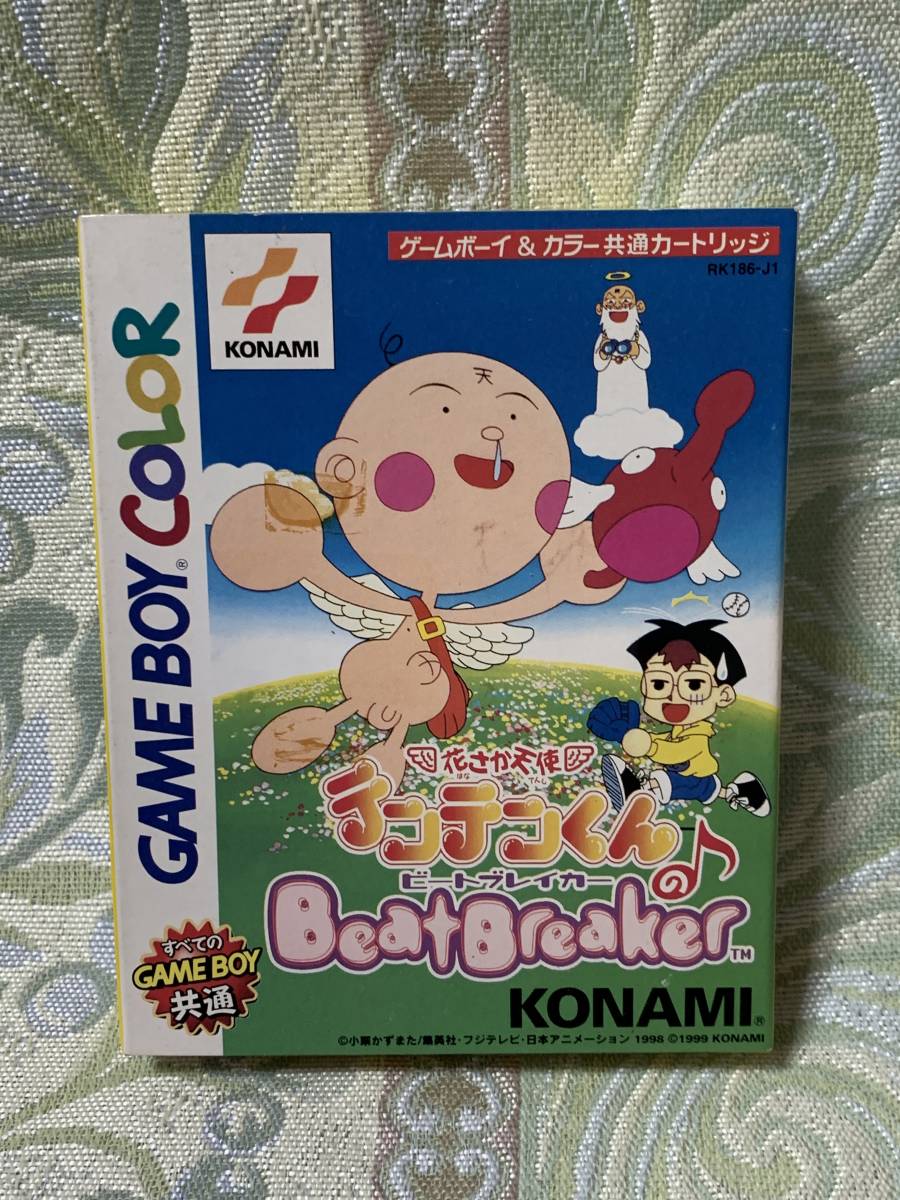 GAME BOY® COLOR
KONAMI
ゲームボーイ & カラー 共通カートリッジ
RK186-J1
天
花さか天使
はな てんし
テンテンくん
の♪
ビートブレイカー
BeatBreaker™
すべての
GAME BOY
共通
KONAMI®
©小栗かずまた/集英社・フジテレビ・日本アニメーション 1998 ©1999 KONAMI